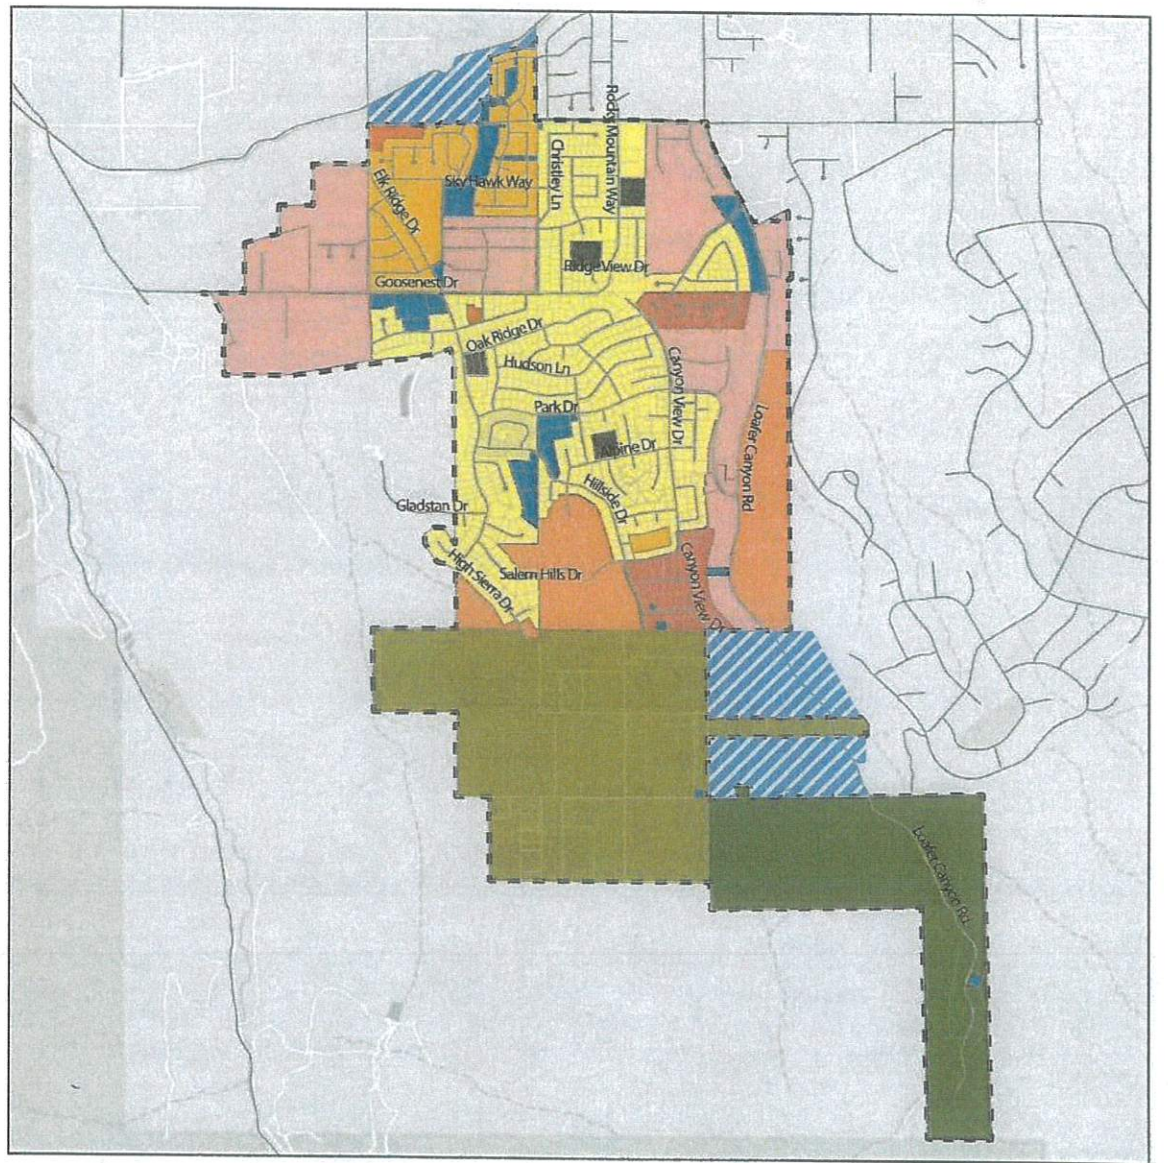 Rocky Mountain Way
Christley Ln
Elk Ridge Dr
Sky Hawk Way
Ridge View Dr
Goosenest Dr
Oak Ridge Dr
Hudson Ln
Canyon View Dr
Park Dr
Loafer Canyon Rd
Alpine Dr
Hillside Dr
Gladstan Dr
High Sierra Dr
Salem Hills Dr
Canyon View Dr
Loafer Canyon Rd